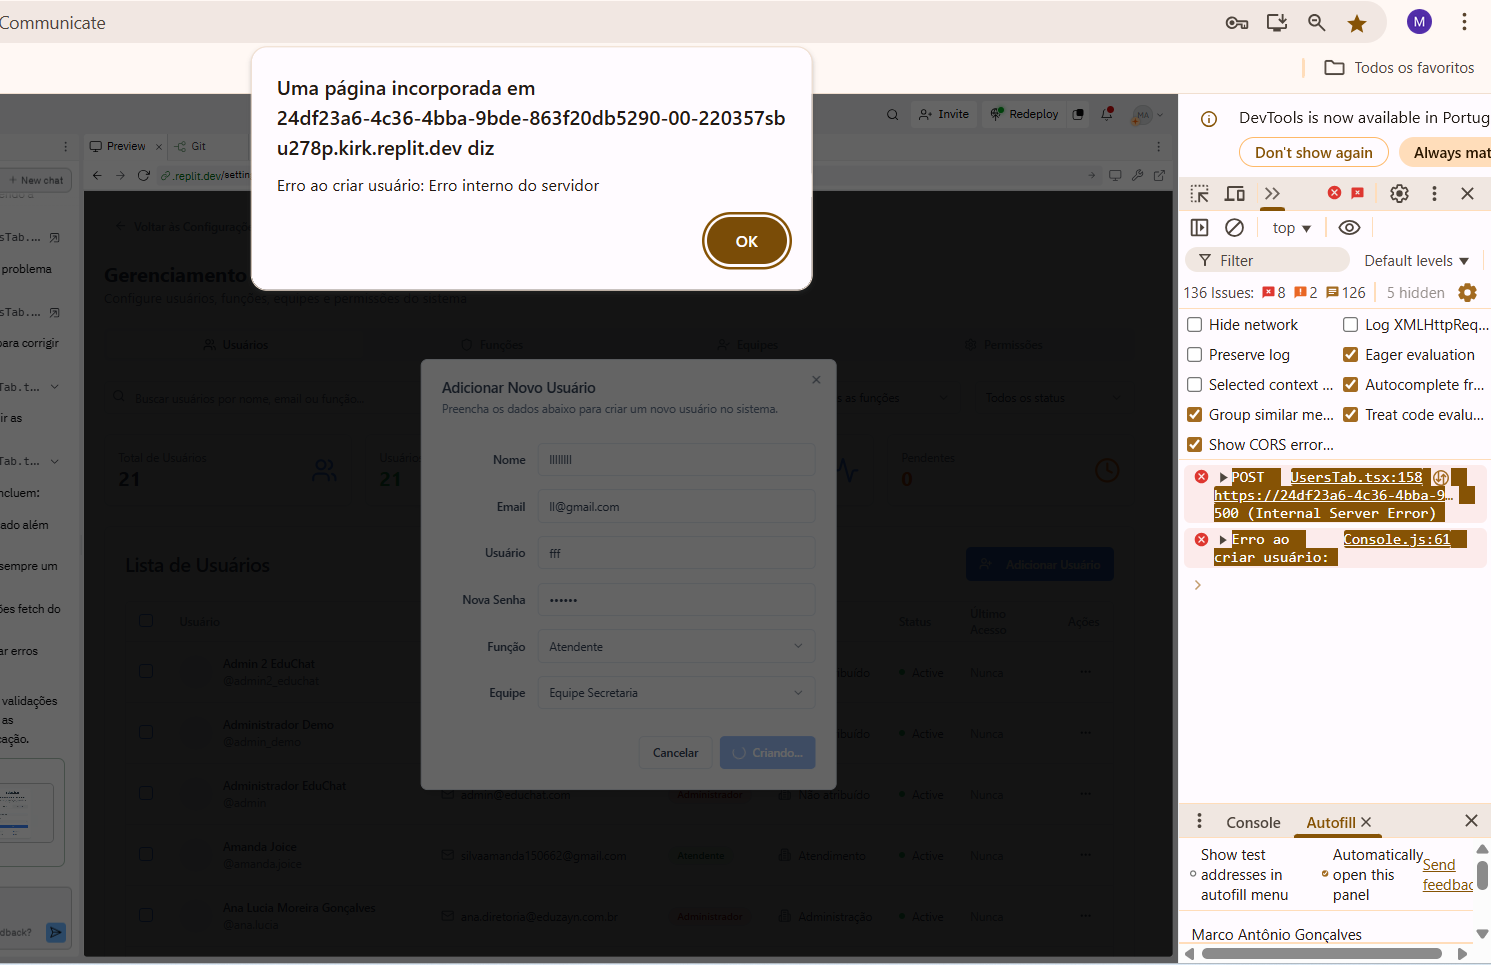 Communicate
M
Todos os favoritos
Uma página incorporada em
24df23a6-4c36-4bba-9bde-863f20db5290-00-220357sb
u278p.kirk.replit.dev diz
Erro ao criar usuário: Erro interno do servidor
OK
Invite
Redeploy
MA
Preview
Git
New chat
.replit.dev/settin
sTab....
problema
sTab....
para corrigir
Tab.t...
ir as
Tab.t...
ncluem:
ado além
sempre um
ões fetch do
ar erros
validações
as
cação.
dback?
Voltar às Configuraçõ
Gerenciamento
Configure usuários, funções, equipes e permissões do sistema
Usuários
Funções
Equipes
Permissões
Buscar usuários por nome, email ou função...
s as funções
Todos os status
Total de Usuários
21
Usuário
21
Pendentes
0
Lista de Usuários
Adicionar Usuário
Usuário
Status
Último
Acesso
Ações
Admin 2 EduChat
@admin2_educhat
ribuído
Active
Nunca
Administrador Demo
@admin_demo
ribuído
Active
Nunca
Administrador EduChat
@admin
admin@educhat.com
Administrador
Não atribuído
Active
Nunca
Amanda Joice
@amanda.joice
silvaamanda150662@gmail.com
Atendente
Atendimento
Active
Nunca
Ana Lucia Moreira Gonçalves
@ana.lucia
ana.diretoria@eduzayn.com.br
Administrador
Administração
Active
Nunca
Adicionar Novo Usuário
Preencha os dados abaixo para criar um novo usuário no sistema.
Nome
llllllll
Email
ll@gmail.com
Usuário
fff
Nova Senha
••••••
Função
Atendente
Equipe
Equipe Secretaria
Cancelar
Criando...
DevTools is now available in Portug
Don't show again
Always mat
top
Filter
Default levels
136 Issues:
8
2
126
5 hidden
Hide network
Log XMLHttpReq...
Preserve log
Eager evaluation
Selected context ...
Autocomplete fr...
Group similar me...
Treat code evalu...
Show CORS error...
POST UsersTab.tsx:158
https://24df23a6-4c36-4bba-9…
500 (Internal Server Error)
Erro ao Console.js:61
criar usuário:
Console
Autofill
Show test
addresses in
autofill menu
Automatically
open this
panel
Send
feedbac
Marco Antônio Gonçalves